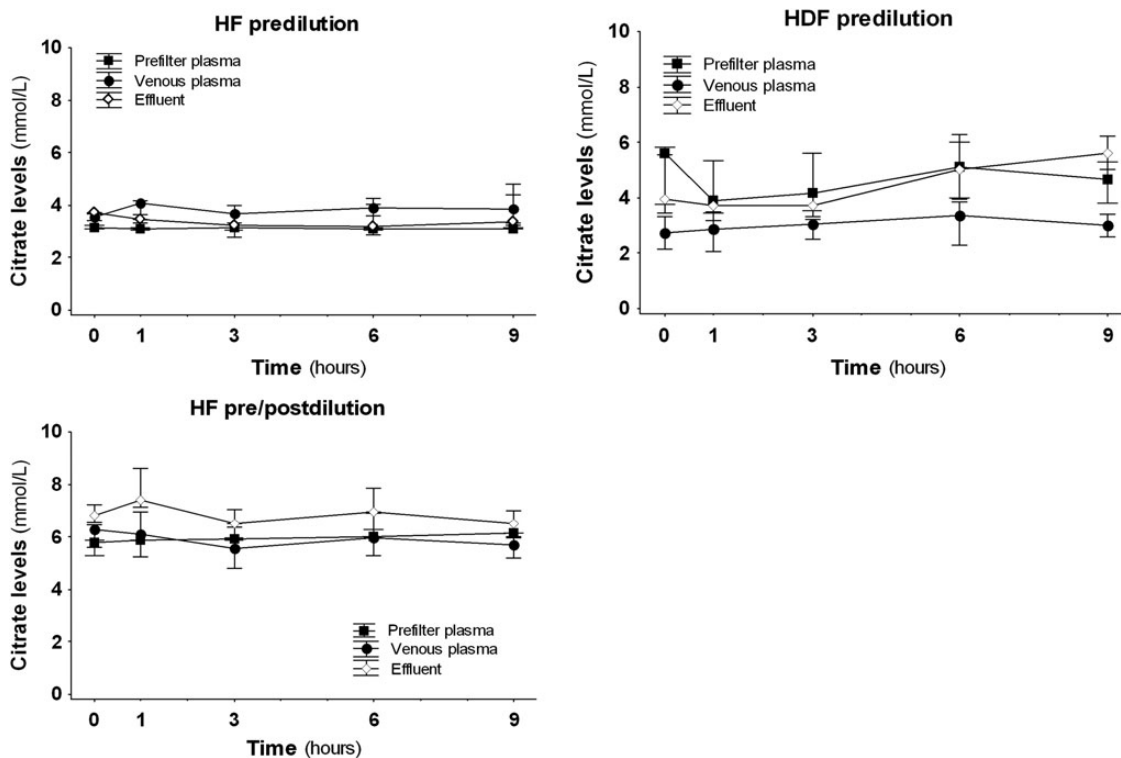 HF predilution
10
8
6
4
2
0
Citrate levels (mmol/L)
Prefilter plasma
Venous plasma
Effluent
0 1 3 6 9
Time (hours)
HDF predilution
10
8
6
4
2
0
Citrate levels (mmol/L)
Prefilter plasma
Venous plasma
Effluent
0 1 3 6 9
Time (hours)
HF pre/postdilution
10
8
6
4
2
0
Citrate levels (mmol/L)
Prefilter plasma
Venous plasma
Effluent
0 1 3 6 9
Time (hours)